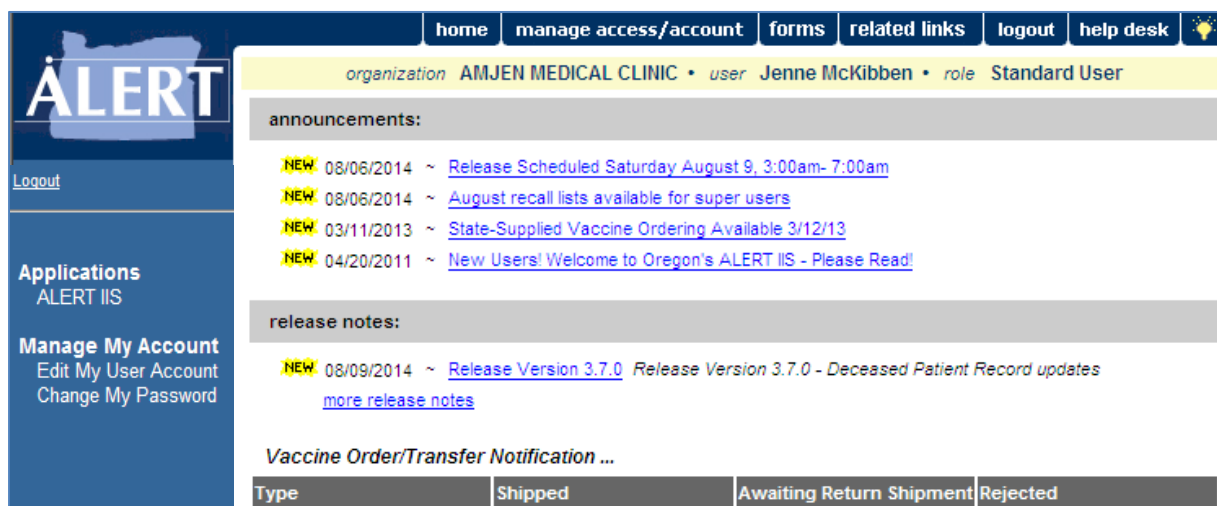 home manage access/account forms related links logout help desk
ALERT
organization AMJEN MEDICAL CLINIC • user Jenne McKibben • role Standard User
Logout
Applications
ALERT IIS
Manage My Account
Edit My User Account
Change My Password
announcements:
NEW 08/06/2014 ~ Release Scheduled Saturday August 9, 3:00am- 7:00am
NEW 08/06/2014 ~ August recall lists available for super users
NEW 03/11/2013 ~ State-Supplied Vaccine Ordering Available 3/12/13
NEW 04/20/2011 ~ New Users! Welcome to Oregon's ALERT IIS - Please Read!
release notes:
NEW 08/09/2014 ~ Release Version 3.7.0 Release Version 3.7.0 - Deceased Patient Record updates
more release notes
Vaccine Order/Transfer Notification ...
Type Shipped Awaiting Return Shipment Rejected